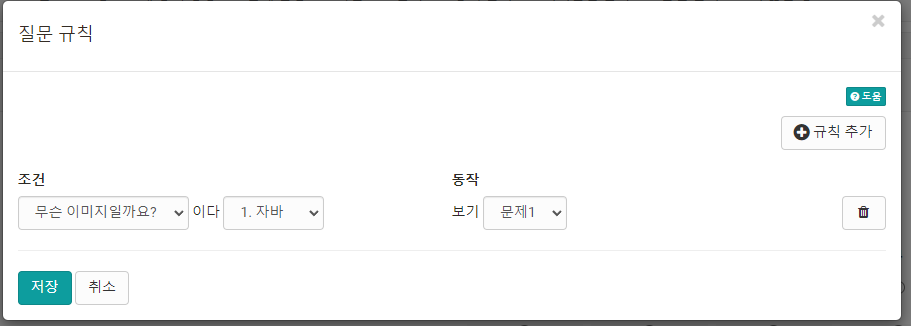 질문 규칙
×
도움
규칙 추가
조건 동작
무슨 이미지일까요? 이다 1. 자바 보기 문제1
저장 취소